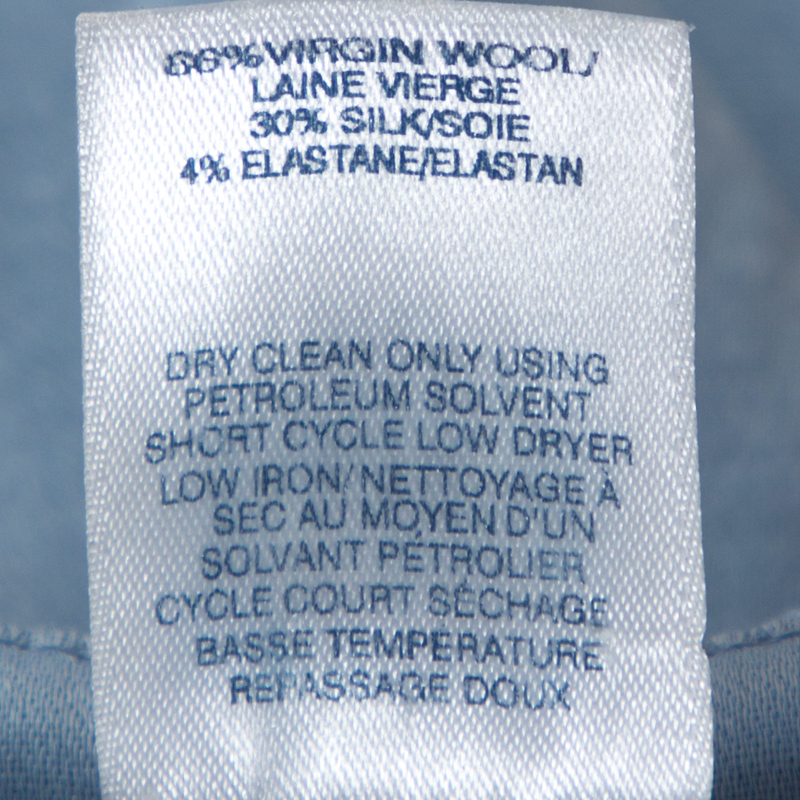 66% VIRGIN WOOL/
LAINE VIERGE
30% SILK/SOIE
4% ELASTANE/ELASTAN
DRY CLEAN ONLY USING
PETROLEUM SOLVENT
SHORT CYCLE LOW DRYER
LOW IRON/NETTOYAGE À
SEC AU MOYEN D'UN
SOLVANT PÉTROLIER
CYCLE COURT SÉCHAGE
BASSE TEMPERATURE
REPASSAGE DOUX